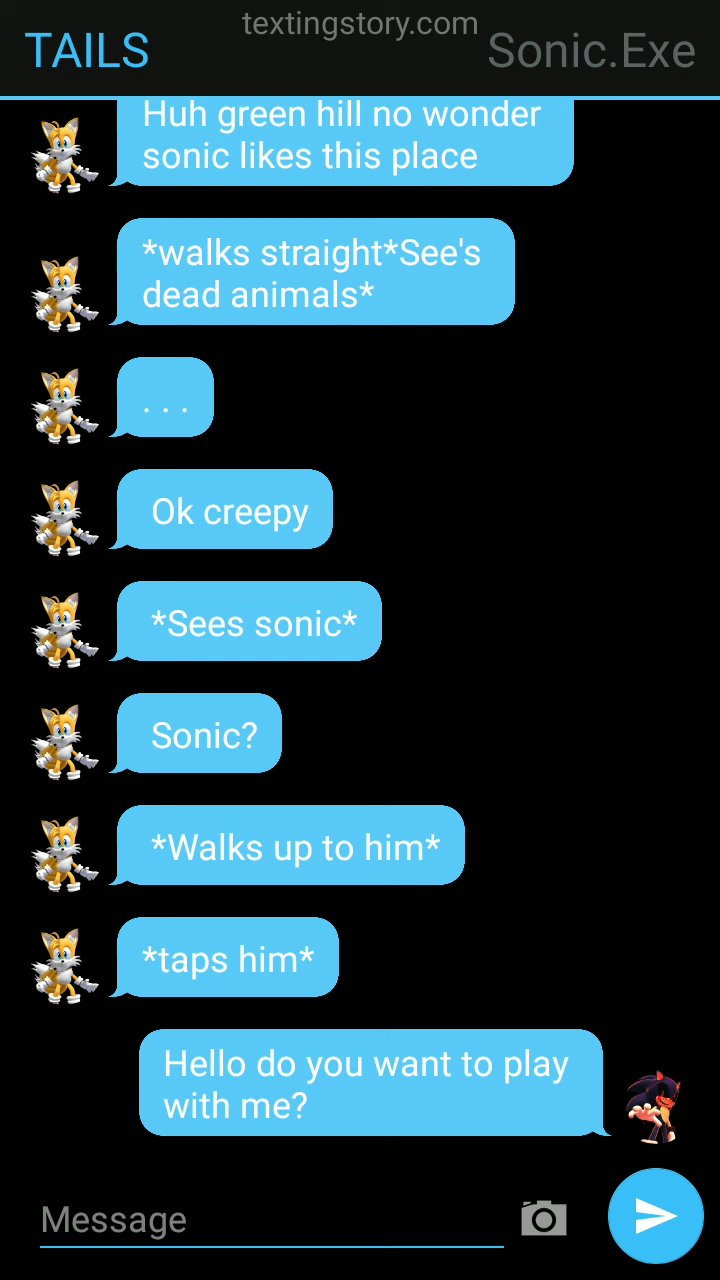 textingstory.com
TAILS
Sonic.Exe
Huh green hill no wonder
sonic likes this place
*walks straight*See's
dead animals*
. . .
Ok creepy
*Sees sonic*
Sonic?
*Walks up to him*
*taps him*
Hello do you want to play
with me?
Message